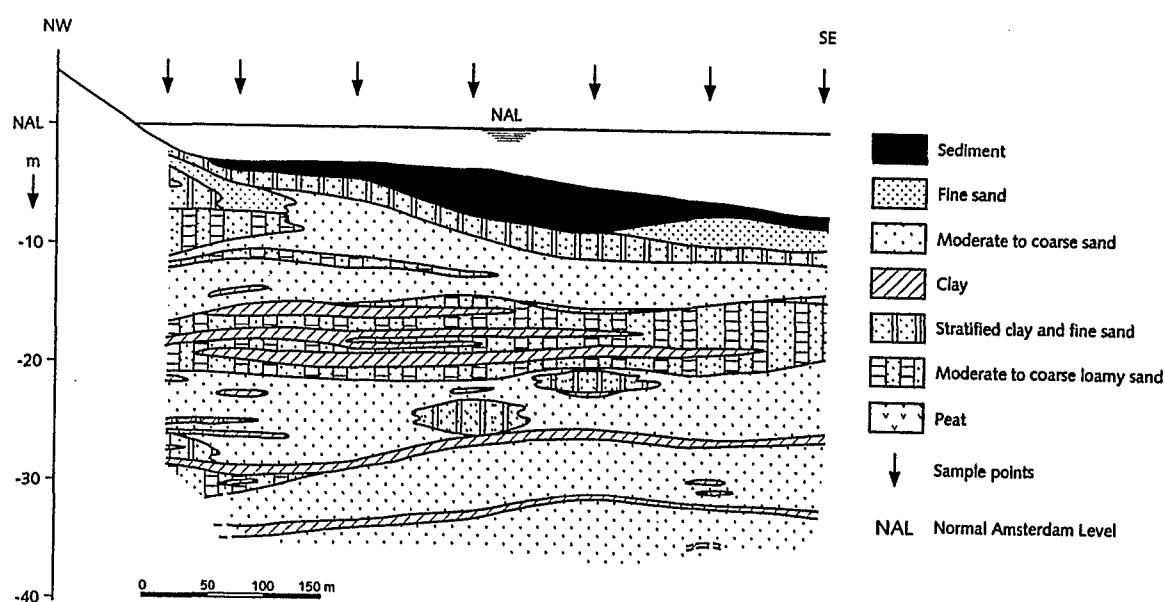 NW
SE
NAL
NAL
m
-10
-20
-30
-40
0 50 100 150 m
Sediment
Fine sand
Moderate to coarse sand
Clay
Stratified clay and fine sand
Moderate to coarse loamy sand
Peat
Sample points
NAL Normal Amsterdam Level